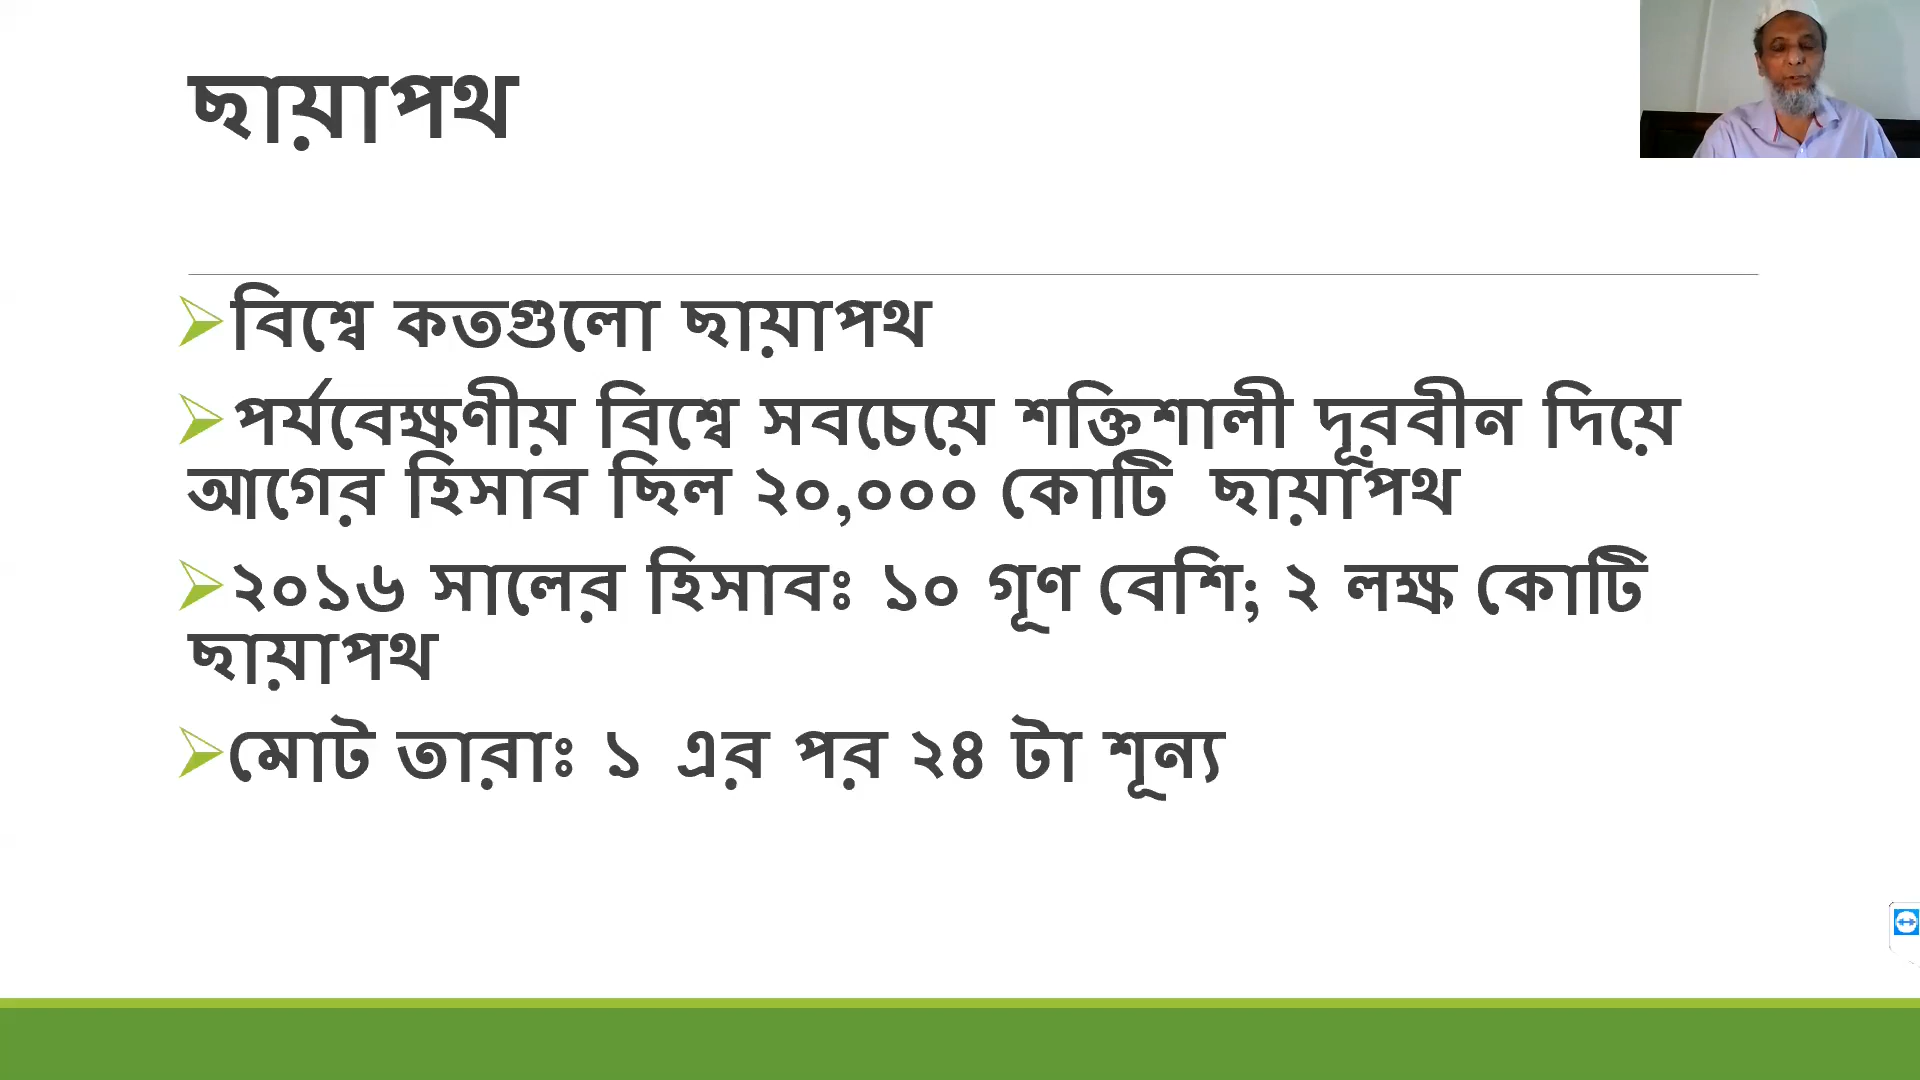 ছায়াপথ
বিশ্বে কতগুলো ছায়াপথ
পর্যবেক্ষণীয় বিশ্বে সবচেয়ে শক্তিশালী দূরবীন দিয়ে
আগের হিসাব ছিল ২০,০০০ কোটি ছায়াপথ
২০১৬ সালের হিসাবঃ ১০ গূণ বেশি; ২ লক্ষ কোটি
ছায়াপথ
মোট তারাঃ ১ এর পর ২৪ টা শূন্য